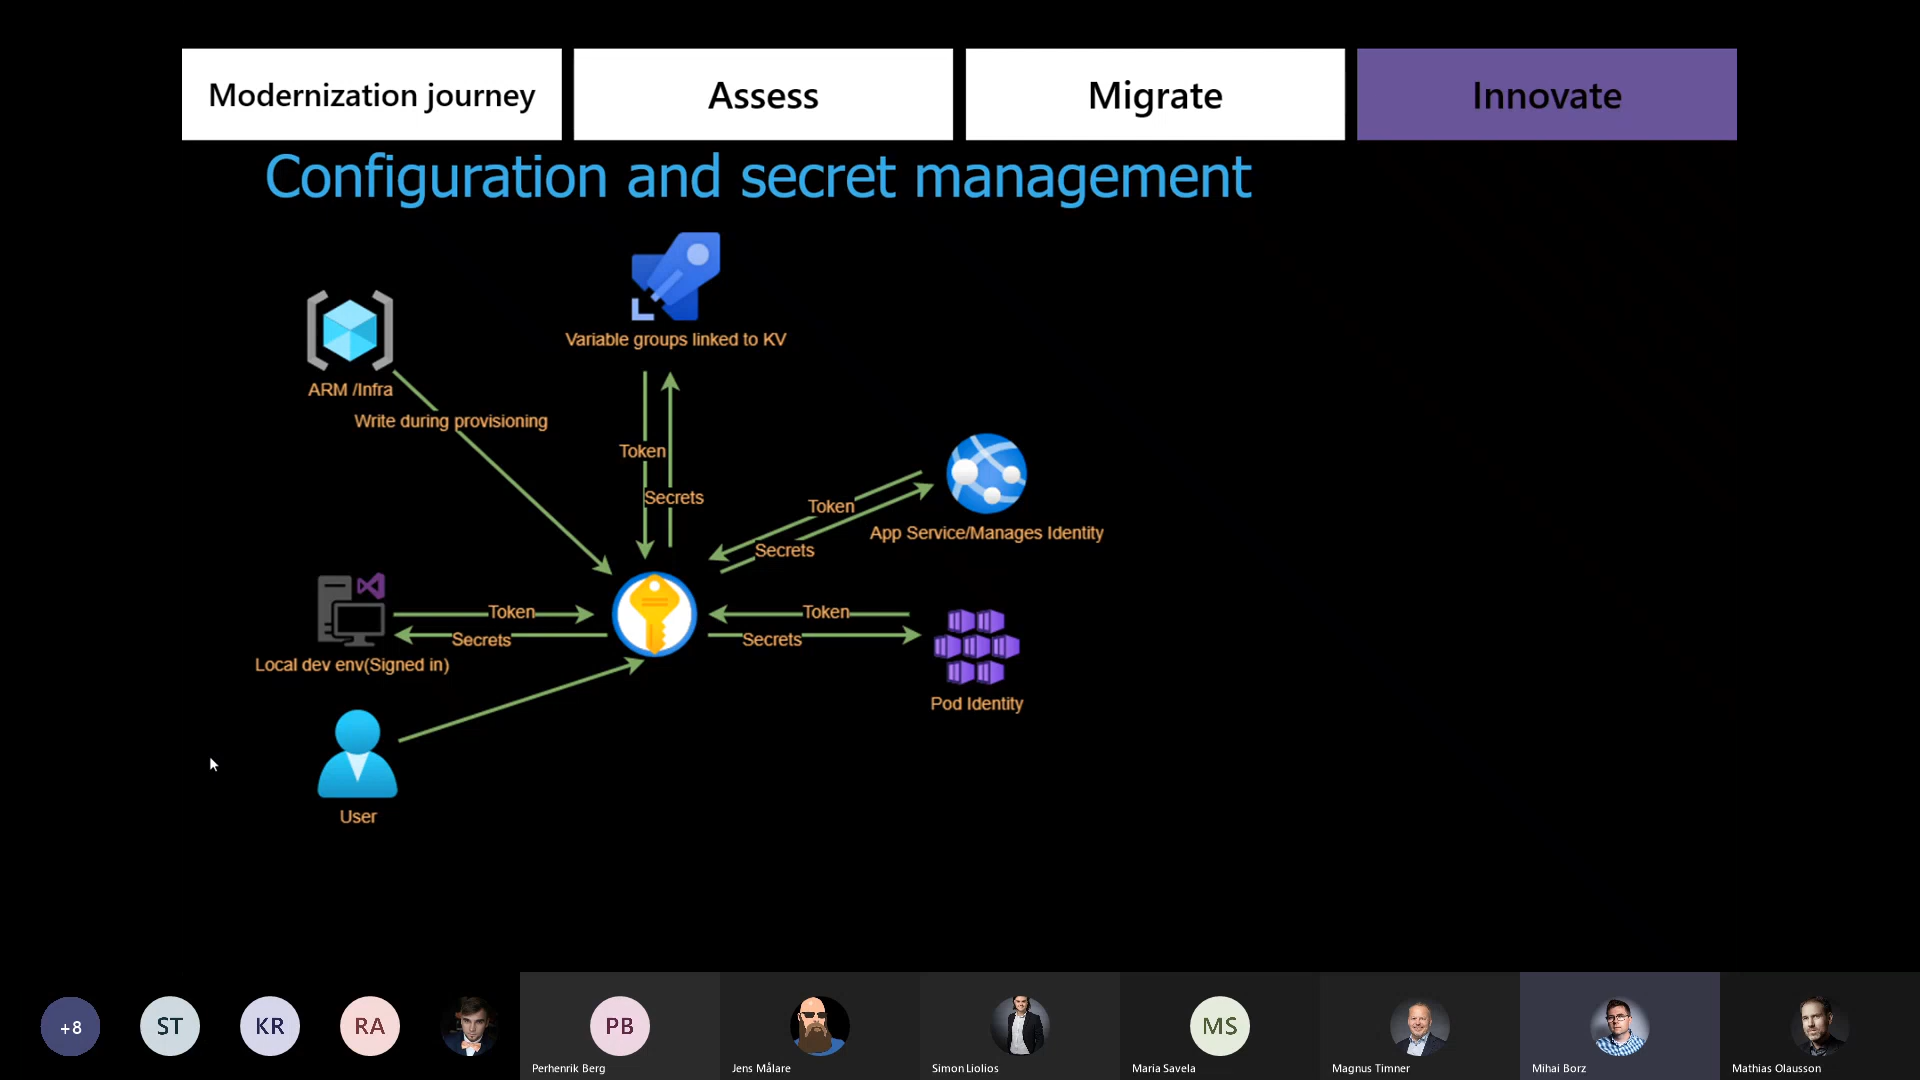 Modernization journey
Assess
Migrate
Innovate
Configuration and secret management
Variable groups linked to KV
ARM /Infra
Write during provisioning
Token
Secrets
Token
Secrets
App Service/Manages Identity
Token
Secrets
Local dev env(Signed in)
Token
Secrets
Pod Identity
User
+8
ST
KR
RA
PB
MS
Perhenrik Berg
Jens Målare
Simon Liolios
Maria Savela
Magnus Timner
Mihai Borz
Mathias Olausson